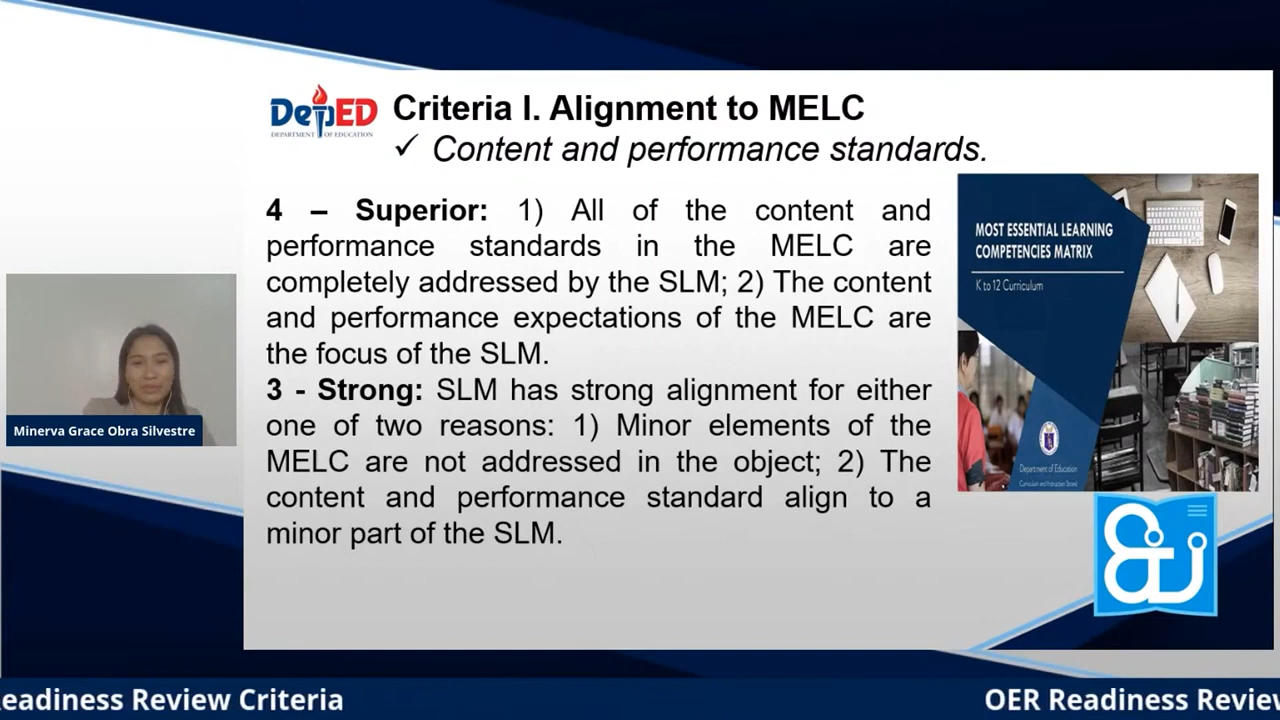 DepED
DEPARTMENT OF EDUCATION
Criteria I. Alignment to MELC
✓ Content and performance standards.
4 – Superior: 1) All of the content and
performance standards in the MELC are
completely addressed by the SLM; 2) The content
and performance expectations of the MELC are
the focus of the SLM.
3 - Strong: SLM has strong alignment for either
one of two reasons: 1) Minor elements of the
MELC are not addressed in the object; 2) The
content and performance standard align to a
minor part of the SLM.
MOST ESSENTIAL LEARNING
COMPETENCIES MATRIX
K to 12 Curriculum
Department of Education
Curriculum and Instruction Strand
Minerva Grace Obra Silvestre
eadiness Review Criteria
OER Readiness Review